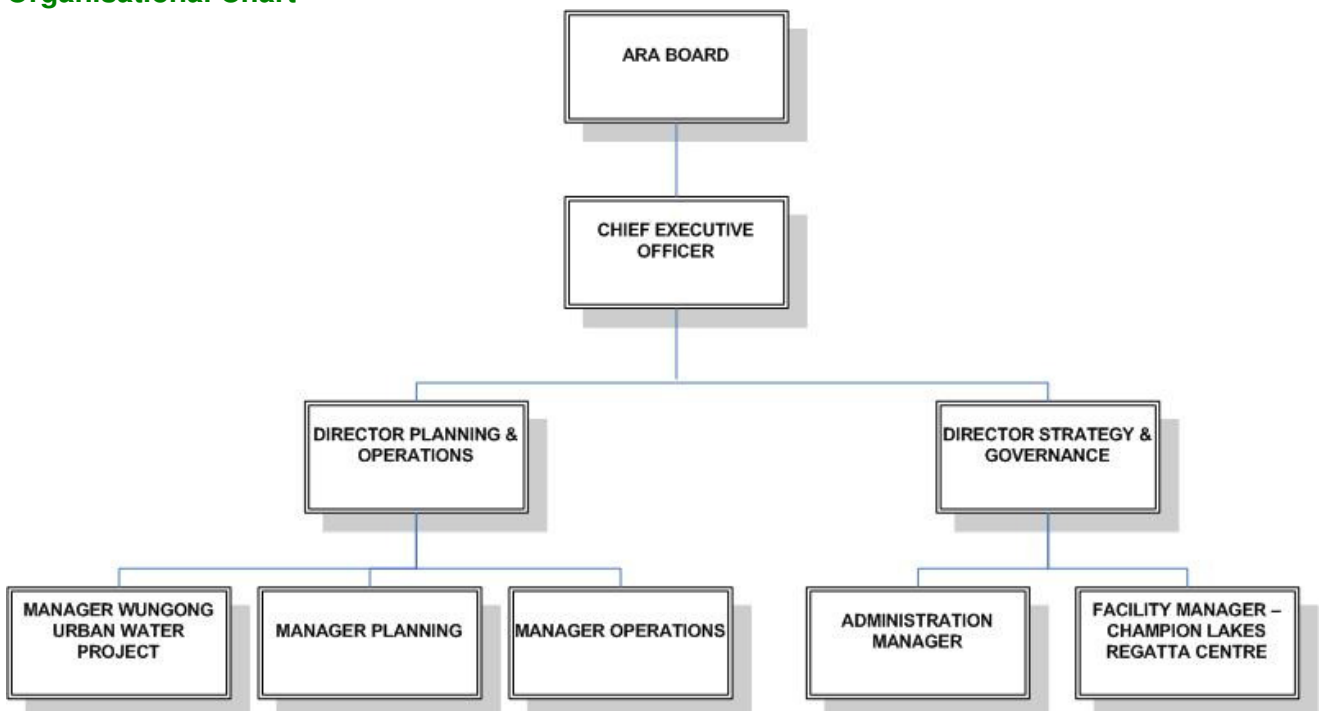 Organisational Chart
ARA BOARD
CHIEF EXECUTIVE
OFFICER
DIRECTOR PLANNING &
OPERATIONS
DIRECTOR STRATEGY &
GOVERNANCE
MANAGER WUNGONG
URBAN WATER
PROJECT
MANAGER PLANNING
MANAGER OPERATIONS
ADMINISTRATION
MANAGER
FACILITY MANAGER –
CHAMPION LAKES
REGATTA CENTRE